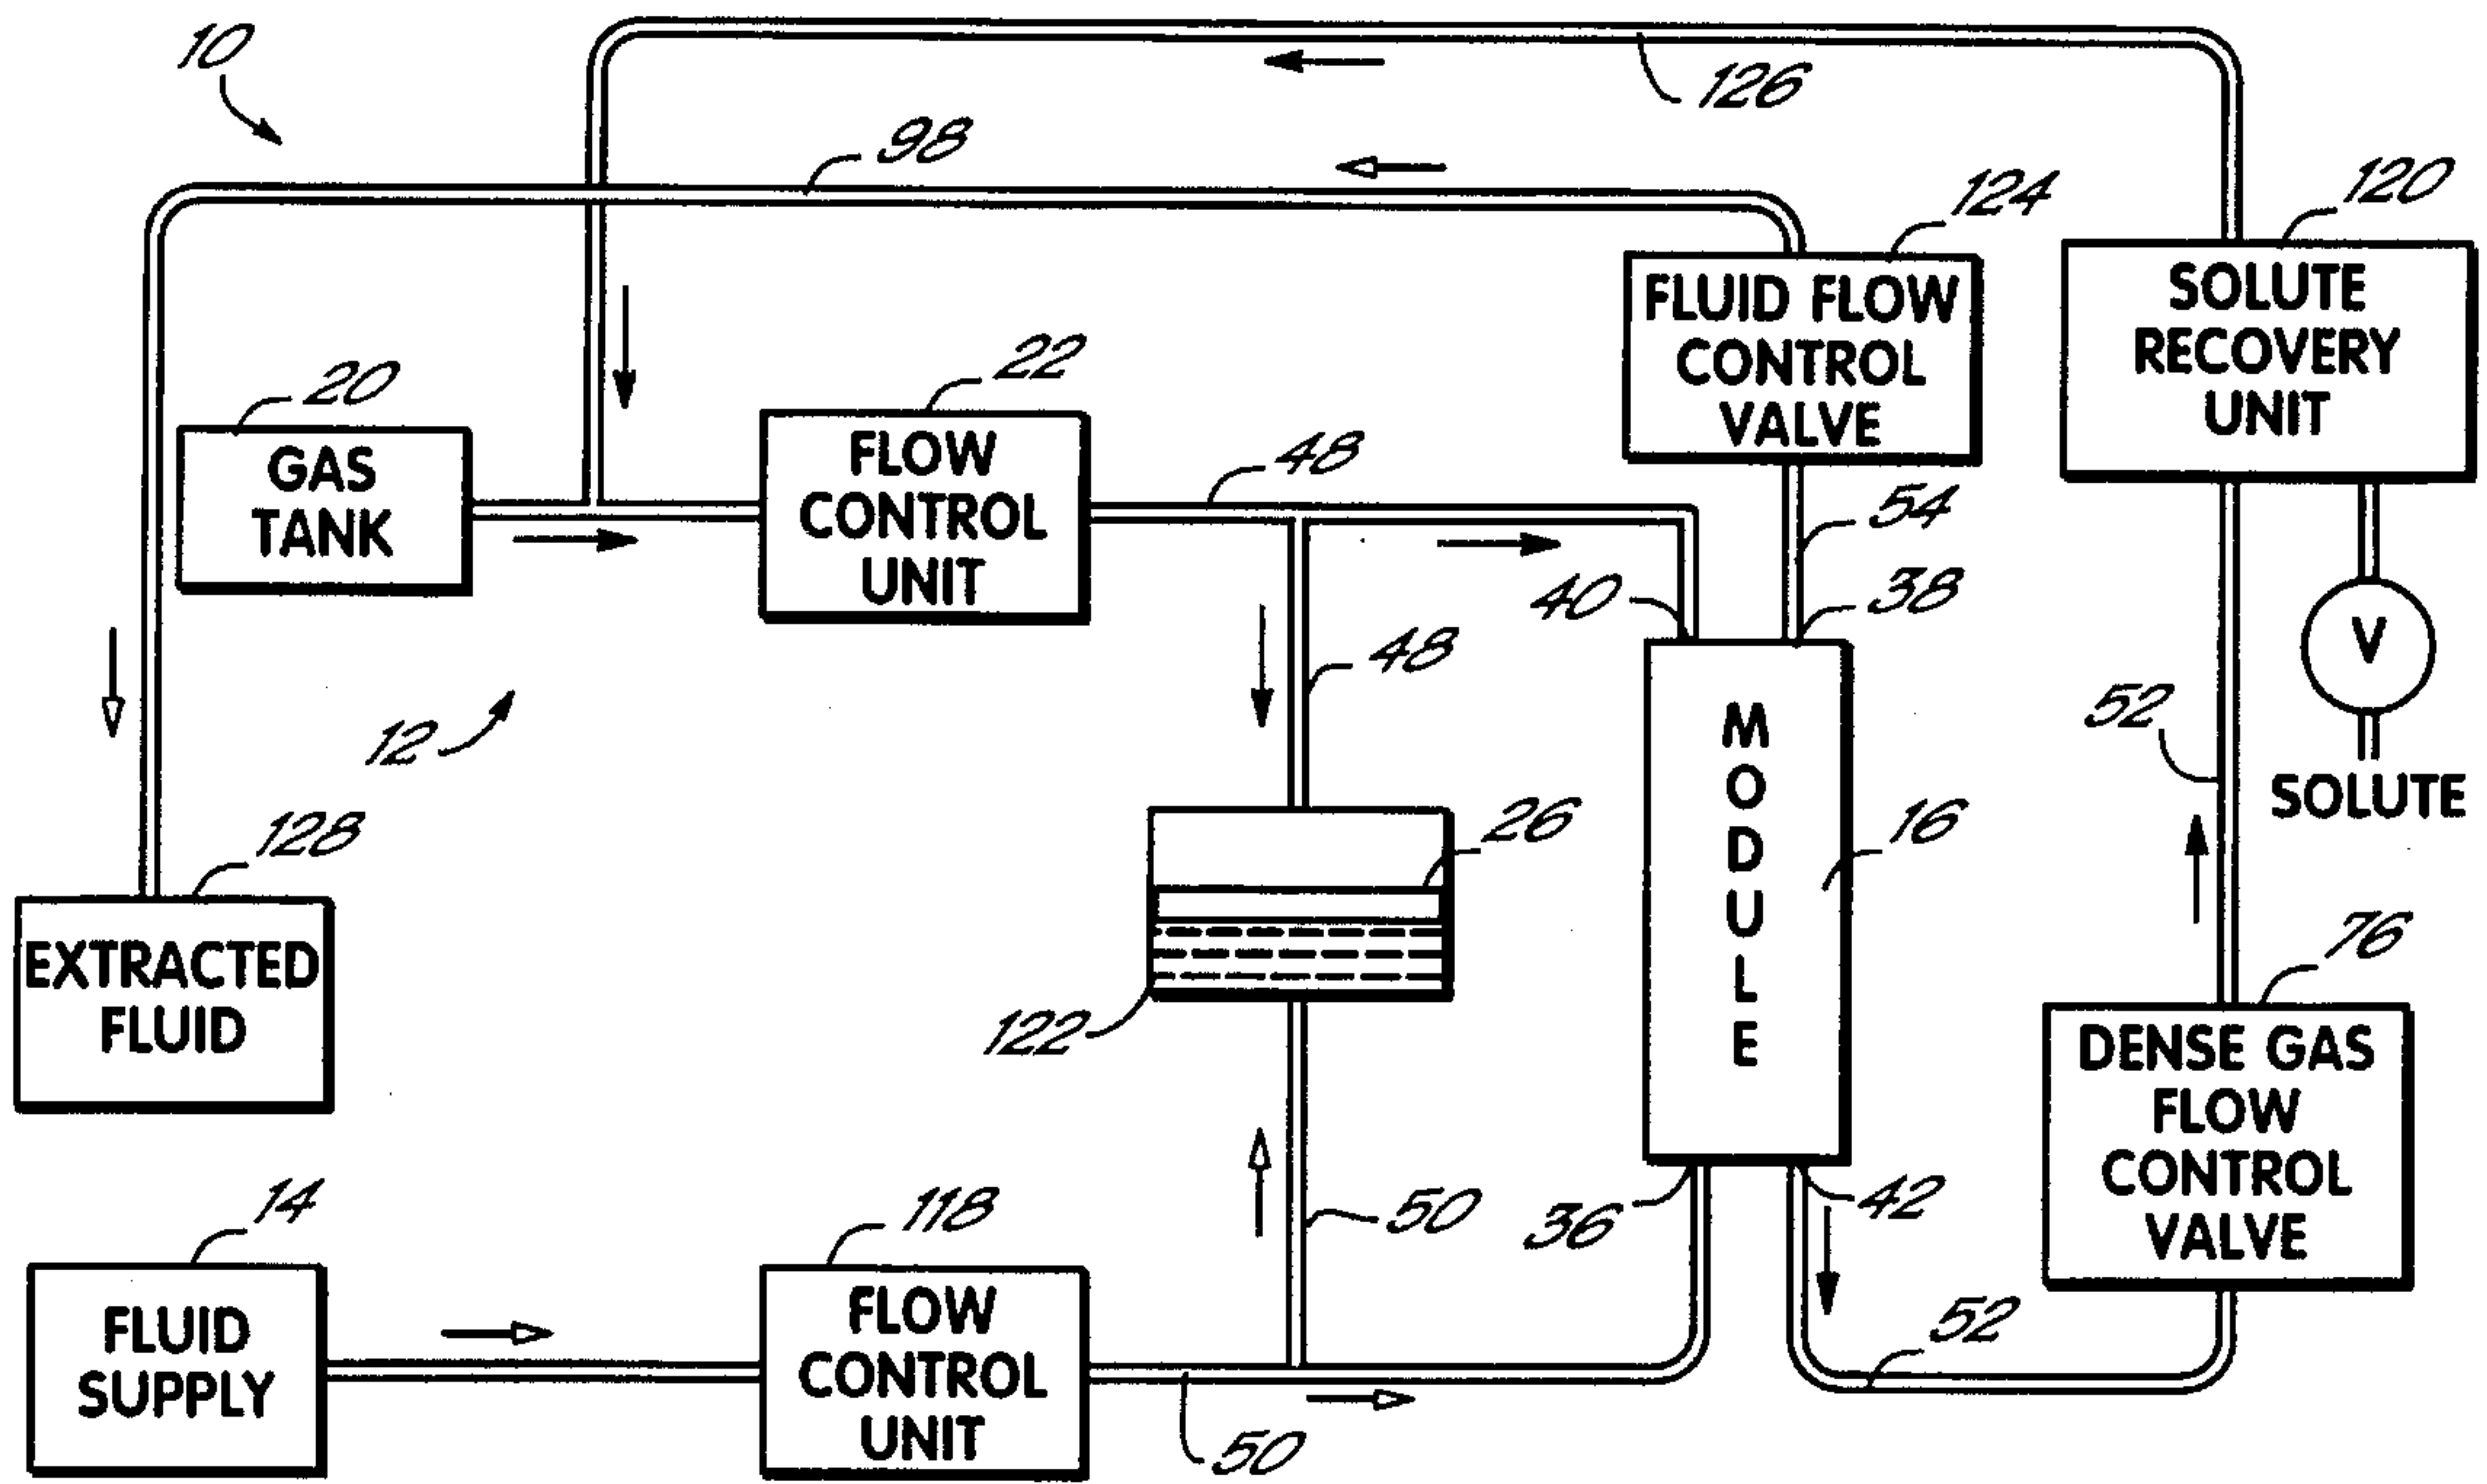 10
126
98
124
120
FLUID FLOW
CONTROL
VALVE
SOLUTE
RECOVERY
UNIT
20
GAS
TANK
22
FLOW
CONTROL
UNIT
48
54
40
38
V
SOLUTE
48
12
52
MODULE
16
26
122
128
EXTRACTED
FLUID
76
DENSE GAS
FLOW
CONTROL
VALVE
14
FLUID
SUPPLY
118
FLOW
CONTROL
UNIT
50
36
42
52
50